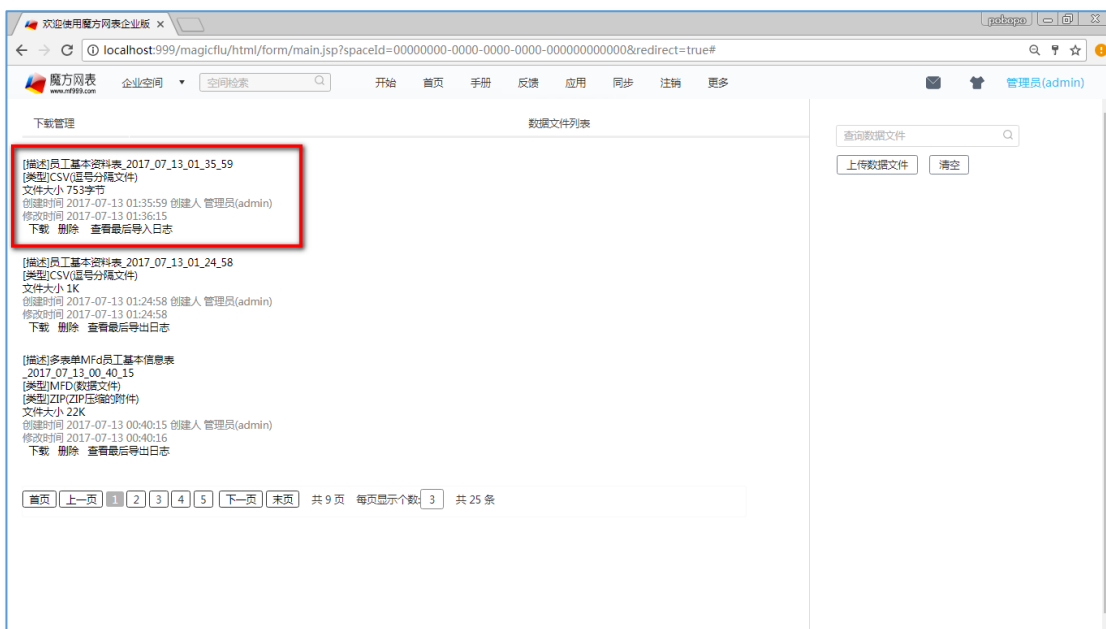 欢迎使用魔方网表企业版 ×
pobopo
localhost:999/magicflu/html/form/main.jsp?spaceId=00000000-0000-0000-0000-000000000000&redirect=true#
魔方网表 企业空间 ▼ 空间检索 开始 首页 手册 反馈 应用 同步 注销 更多 管理员(admin)
www.mf999.com
下载管理 数据文件列表
查询数据文件
上传数据文件 清空
[描述]员工基本资料表_2017_07_13_01_35_59
[类型]CSV(逗号分隔文件)
文件大小 753字节
创建时间 2017-07-13 01:35:59 创建人 管理员(admin)
修改时间 2017-07-13 01:36:15
下载 删除 查看最后导入日志
[描述]员工基本资料表_2017_07_13_01_24_58
[类型]CSV(逗号分隔文件)
文件大小 1K
创建时间 2017-07-13 01:24:58 创建人 管理员(admin)
修改时间 2017-07-13 01:24:58
下载 删除 查看最后导出日志
[描述]多表单MFd员工基本信息表
_2017_07_13_00_40_15
[类型]MFD(数据文件)
[类型]ZIP(ZIP压缩的附件)
文件大小 22K
创建时间 2017-07-13 00:40:15 创建人 管理员(admin)
修改时间 2017-07-13 00:40:16
下载 删除 查看最后导出日志
首页 上一页 1 2 3 4 5 下一页 末页 共 9 页 每页显示个数: 3 共 25 条